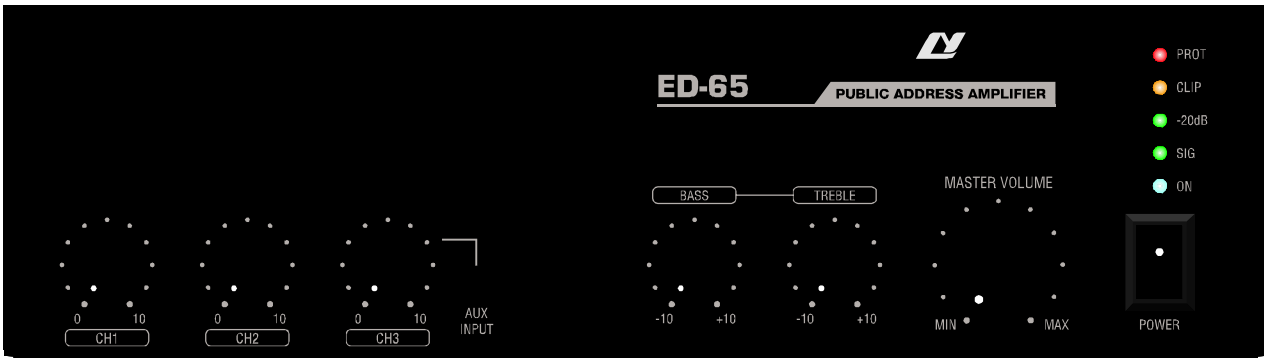 ED-65
PUBLIC ADDRESS AMPLIFIER
PROT
CLIP
-20dB
SIG
ON
MASTER VOLUME
BASS
TREBLE
0 10
CH1
0 10
CH2
0 10
CH3
AUX
INPUT
-10 +10
-10 +10
MIN MAX
POWER